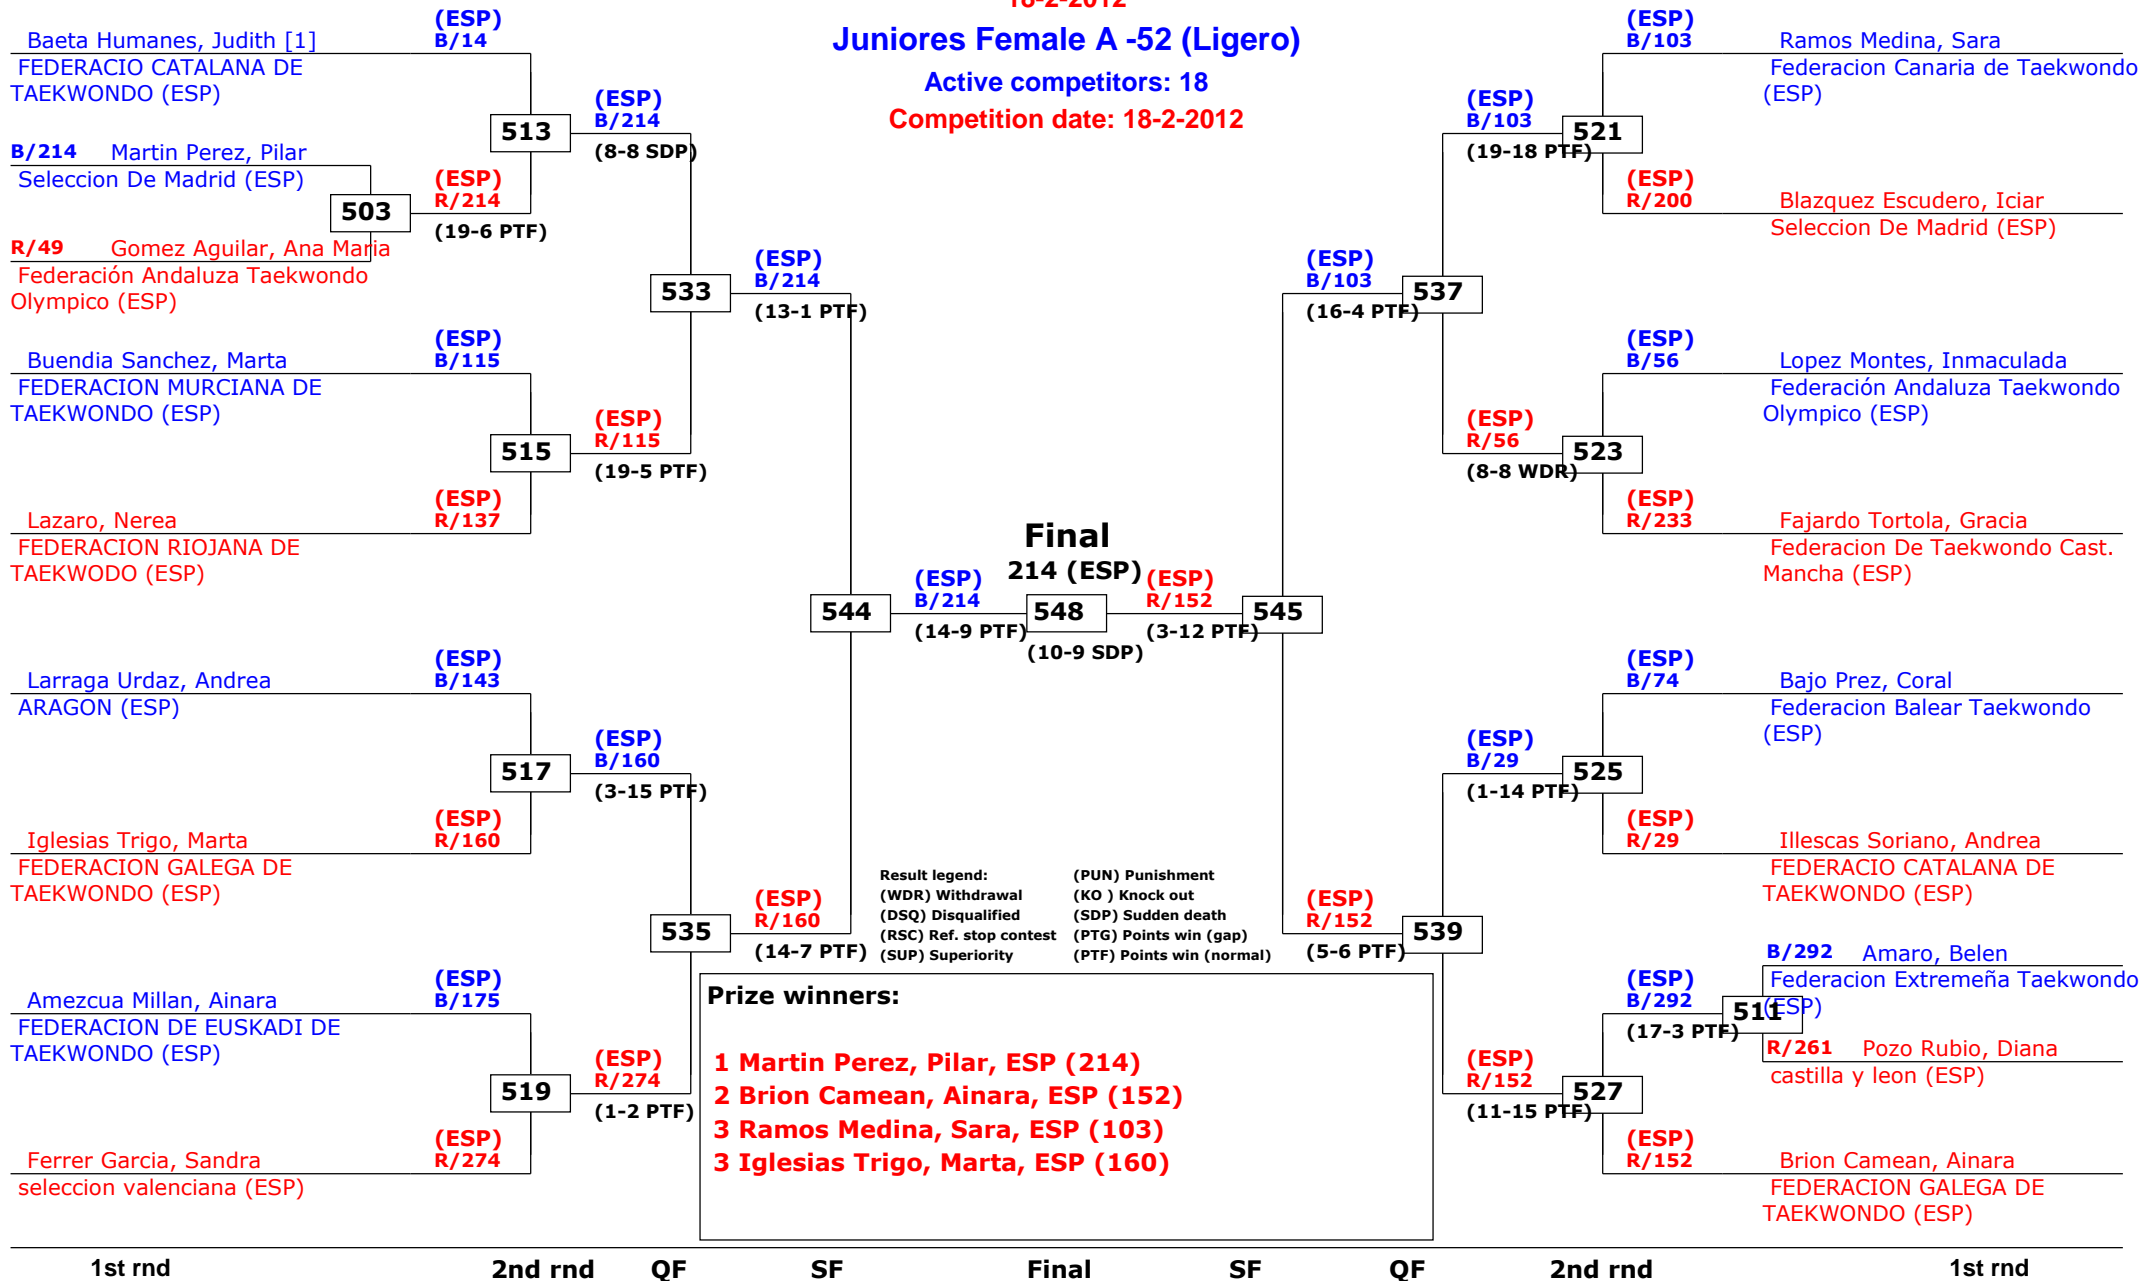 18-2-2012
Juniores Female A -52 (Ligero)
Active competitors: 18
Competition date: 18-2-2012
Baeta Humanes, Judith [1]
(ESP)
B/14
FEDERACIO CATALANA DE
TAEKWONDO (ESP)
513
(ESP)
B/214
(8-8 SDP)
B/214 Martin Perez, Pilar
Seleccion De Madrid (ESP)
503
(ESP)
R/214
(19-6 PTF)
R/49 Gomez Aguilar, Ana Maria
Federación Andaluza Taekwondo
Olympico (ESP)
533
(ESP)
B/214
(13-1 PTF)
Buendia Sanchez, Marta
(ESP)
B/115
FEDERACION MURCIANA DE
TAEKWONDO (ESP)
515
(ESP)
R/115
(19-5 PTF)
Lazaro, Nerea
(ESP)
R/137
FEDERACION RIOJANA DE
TAEKWODO (ESP)
544
(ESP)
B/214
(14-9 PTF)
Final
214 (ESP)
548
(10-9 SDP)
(ESP)
R/152
(3-12 PTF)
545
Larraga Urdaz, Andrea
(ESP)
B/143
ARAGON (ESP)
517
(ESP)
B/160
(3-15 PTF)
Iglesias Trigo, Marta
(ESP)
R/160
FEDERACION GALEGA DE
TAEKWONDO (ESP)
535
(ESP)
R/160
(14-7 PTF)
Amezcua Millan, Ainara
(ESP)
B/175
FEDERACION DE EUSKADI DE
TAEKWONDO (ESP)
519
(ESP)
R/274
(1-2 PTF)
Ferrer Garcia, Sandra
(ESP)
R/274
seleccion valenciana (ESP)
(ESP)
B/103
Ramos Medina, Sara
Federacion Canaria de Taekwondo
(ESP)
(ESP)
B/103
(19-18 PTF)
521
(ESP)
R/200
Blazquez Escudero, Iciar
Seleccion De Madrid (ESP)
(ESP)
B/103
(16-4 PTF)
537
(ESP)
B/56
Lopez Montes, Inmaculada
Federación Andaluza Taekwondo
Olympico (ESP)
(ESP)
R/56
(8-8 WDR)
523
(ESP)
R/233
Fajardo Tortola, Gracia
Federacion De Taekwondo Cast.
Mancha (ESP)
(ESP)
B/74
Bajo Prez, Coral
Federacion Balear Taekwondo
(ESP)
(ESP)
B/29
(1-14 PTF)
525
(ESP)
R/29
Illescas Soriano, Andrea
FEDERACIO CATALANA DE
TAEKWONDO (ESP)
(ESP)
R/152
(5-6 PTF)
539
B/292 Amaro, Belen
Federacion Extremeña Taekwondo
(ESP)
(ESP)
B/292
(17-3 PTF)
511
R/261 Pozo Rubio, Diana
castilla y leon (ESP)
(ESP)
R/152
(11-15 PTF)
527
(ESP)
R/152
Brion Camean, Ainara
FEDERACION GALEGA DE
TAEKWONDO (ESP)
Result legend:
(WDR) Withdrawal
(DSQ) Disqualified
(RSC) Ref. stop contest
(SUP) Superiority
(PUN) Punishment
(KO ) Knock out
(SDP) Sudden death
(PTG) Points win (gap)
(PTF) Points win (normal)
Prize winners:
1 Martin Perez, Pilar, ESP (214)
2 Brion Camean, Ainara, ESP (152)
3 Ramos Medina, Sara, ESP (103)
3 Iglesias Trigo, Marta, ESP (160)
1st rnd 2nd rnd QF SF Final SF QF 2nd rnd 1st rnd